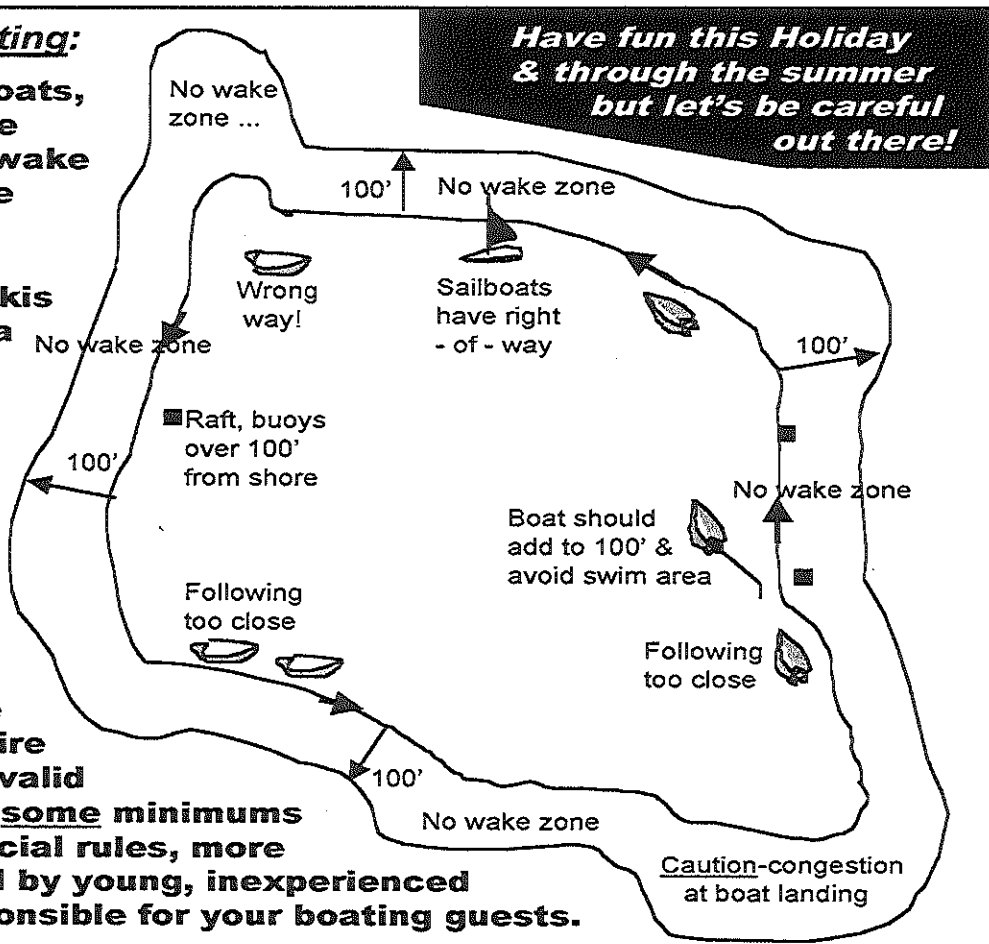 ting:
oats,
e
wake
e
kis
a
e
ire
valid
some minimums
cial rules, more
l by young, inexperienced
onsible for your boating guests.
Have fun this Holiday
& through the summer
but let's be careful
out there!
No wake
zone ...
100'
No wake zone
Wrong
way!
Sailboats
have right
- of - way
No wake zone
100'
Raft, buoys
over 100'
from shore
100'
No wake zone
Boat should
add to 100' &
avoid swim area
Following
too close
Following
too close
100'
No wake zone
Caution-congestion
at boat landing